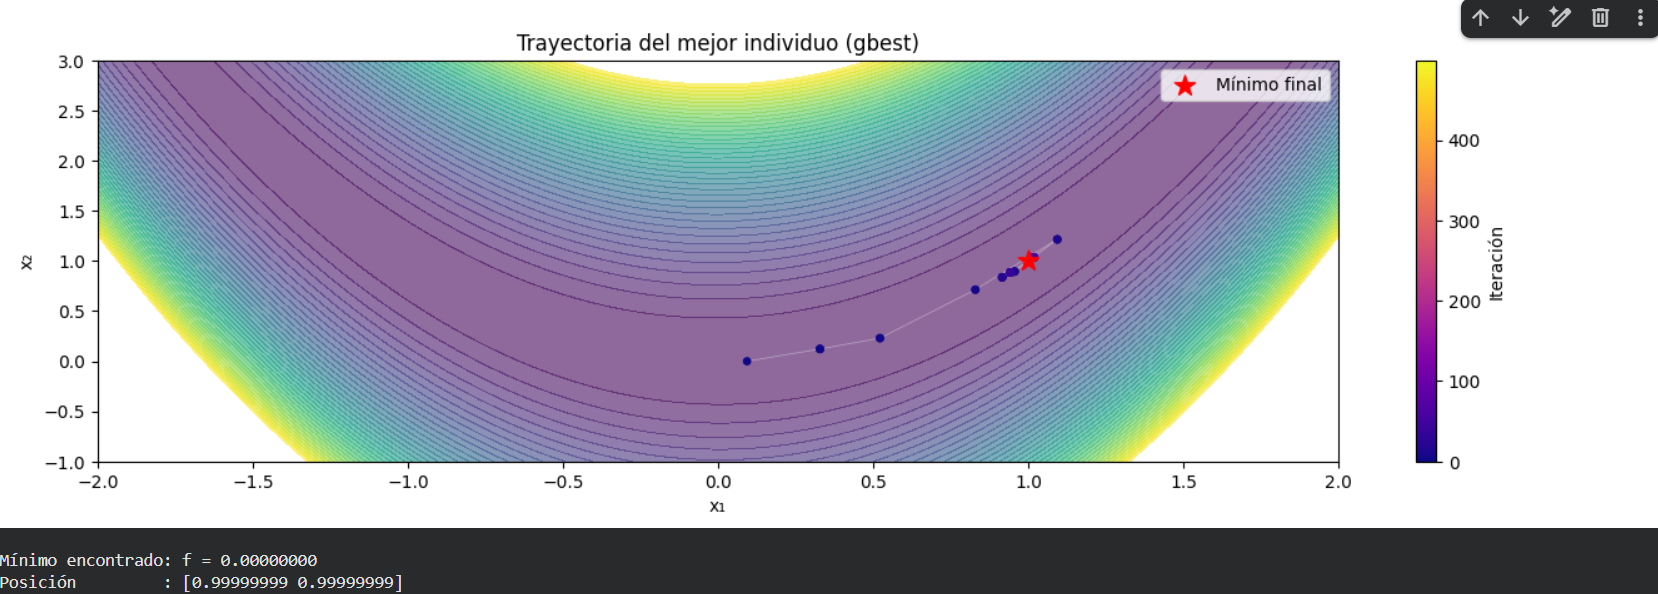 Trayectoria del mejor individuo (gbest)
Mínimo final
3.0
2.5
2.0
1.5
1.0
0.5
0.0
−0.5
−1.0
x₂
−2.0 −1.5 −1.0 −0.5 0.0 0.5 1.0 1.5 2.0
x₁
400
300
200
100
0
Iteración
Mínimo encontrado: f = 0.00000000
Posición : [0.99999999 0.99999999]